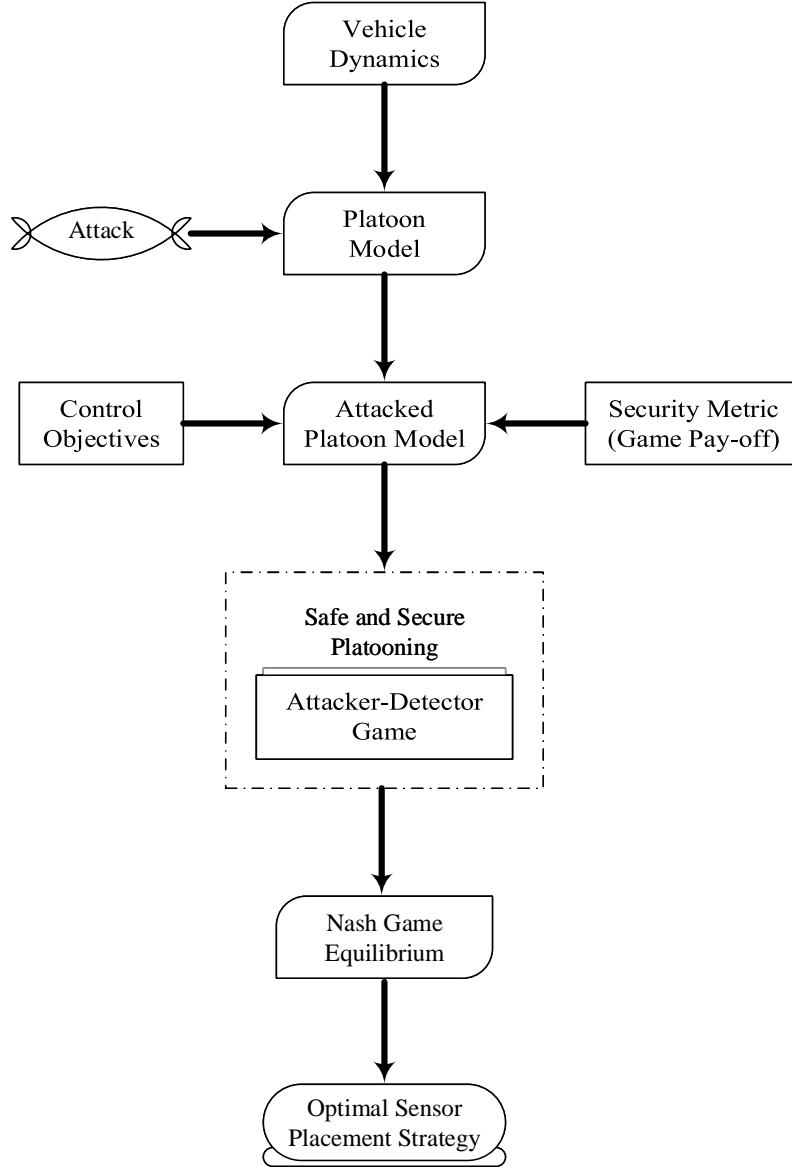 Vehicle
Dynamics
Attack
Platoon
Model
Control
Objectives
Attacked
Platoon Model
Security Metric
(Game Pay-off)
Safe and Secure
Platooning
Attacker-Detector
Game
Nash Game
Equilibrium
Optimal Sensor
Placement Strategy